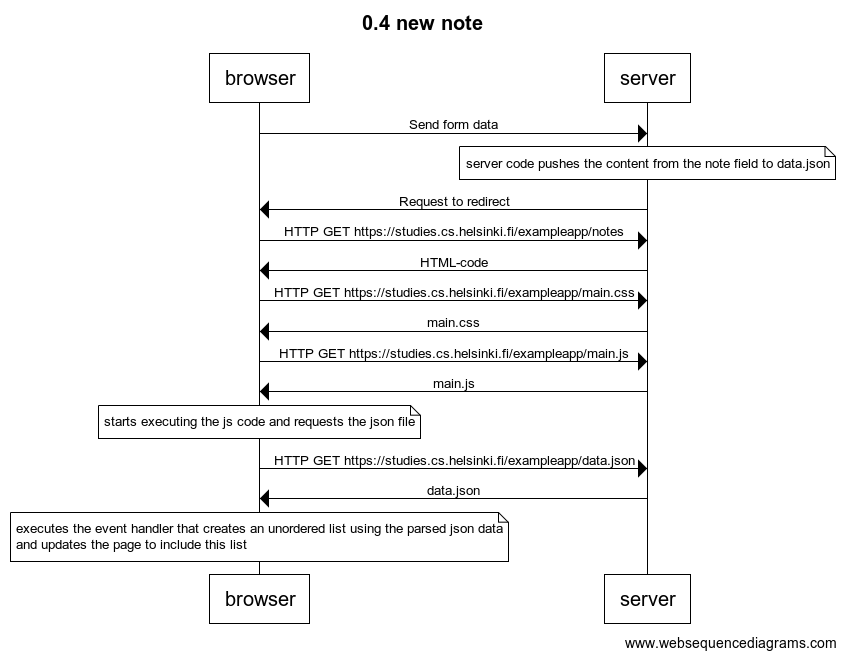 0.4 new note
browser
server
Send form data
server code pushes the content from the note field to data.json
Request to redirect
HTTP GET https://studies.cs.helsinki.fi/exampleapp/notes
HTML-code
HTTP GET https://studies.cs.helsinki.fi/exampleapp/main.css
main.css
HTTP GET https://studies.cs.helsinki.fi/exampleapp/main.js
main.js
starts executing the js code and requests the json file
HTTP GET https://studies.cs.helsinki.fi/exampleapp/data.json
data.json
executes the event handler that creates an unordered list using the parsed json data
and updates the page to include this list
browser
server
www.websequencediagrams.com